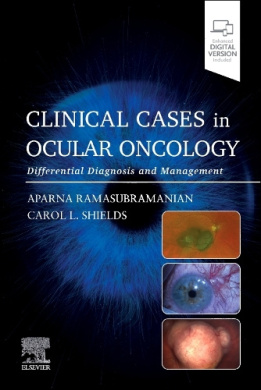 Enhanced
DIGITAL
VERSION
Included
CLINICAL CASES in
OCULAR ONCOLOGY
Differential Diagnosis and Management
APARNA RAMASUBRAMANIAN
CAROL L. SHIELDS
ELSEVIER